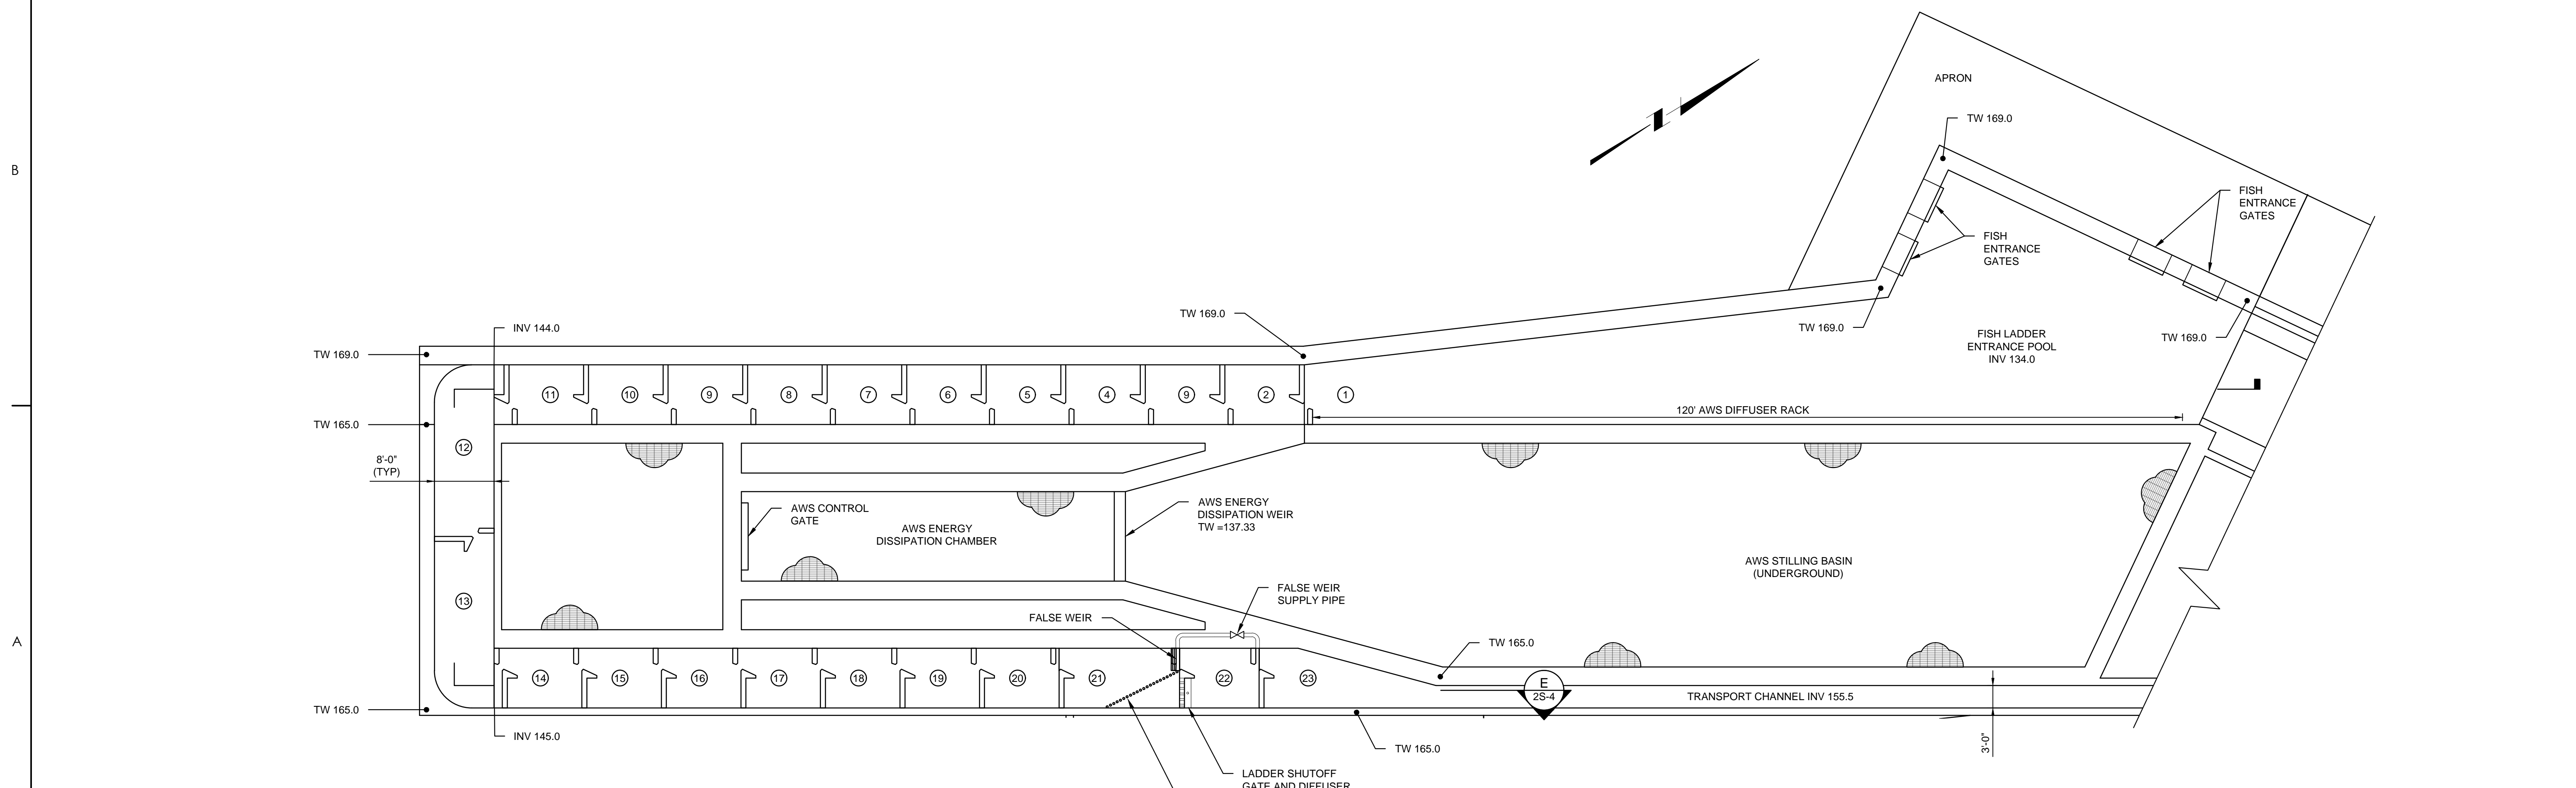 B
A
APRON
TW 169.0
FISH
ENTRANCE
GATES
FISH
ENTRANCE
GATES
TW 169.0
TW 169.0
TW 169.0
FISH LADDER
ENTRANCE POOL
INV 134.0
INV 144.0
TW 169.0
11
10
9
8
7
6
5
4
9
2
1
120' AWS DIFFUSER RACK
TW 165.0
12
8'-0"
(TYP)
AWS CONTROL
GATE
AWS ENERGY
DISSIPATION CHAMBER
AWS ENERGY
DISSIPATION WEIR
TW =137.33
AWS STILLING BASIN
(UNDERGROUND)
13
FALSE WEIR
SUPPLY PIPE
FALSE WEIR
TW 165.0
14
15
16
17
18
19
20
21
22
23
E
2S-4
TRANSPORT CHANNEL INV 155.5
TW 165.0
INV 145.0
TW 165.0
3'-0"
LADDER SHUTOFF
GATE AND DIFFUSER